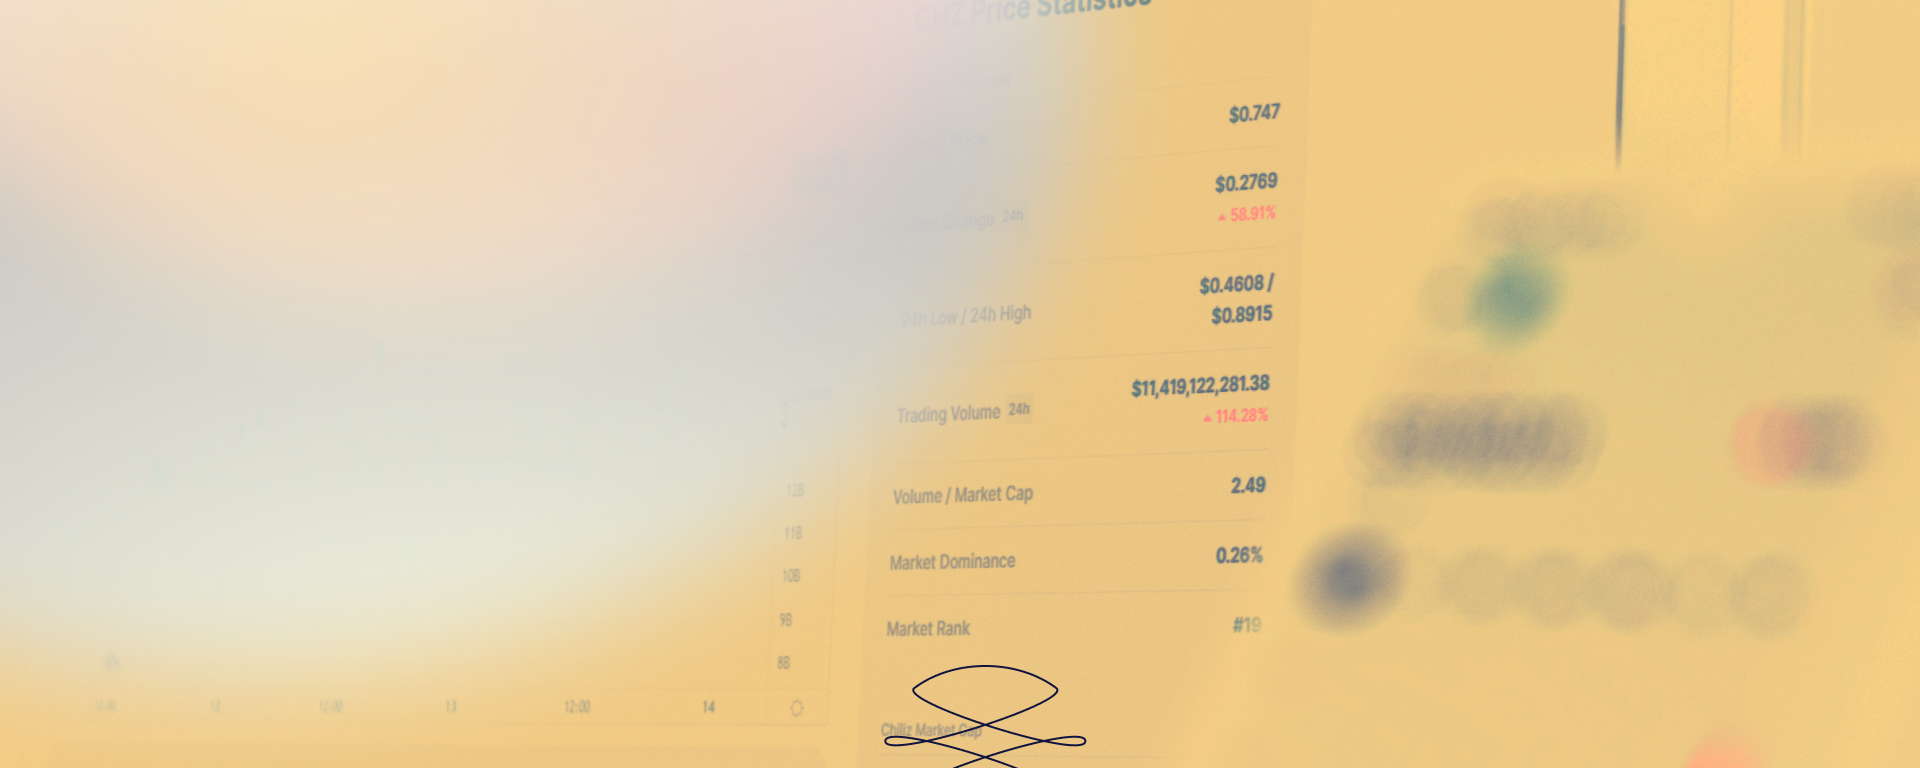 CHZ Price Statistics
$0.747
$0.2769
Price Change 24h
58.91%
$0.4608 /
24h Low / 24h High
$0.8915
$11,419,122,281.38
Trading Volume 24h
114.28%
12B
Volume / Market Cap
2.49
11B
Market Dominance
0.26%
10B
9B
Market Rank
#19
8B
12:00
13
12:00
14
Chiliz Market Cap